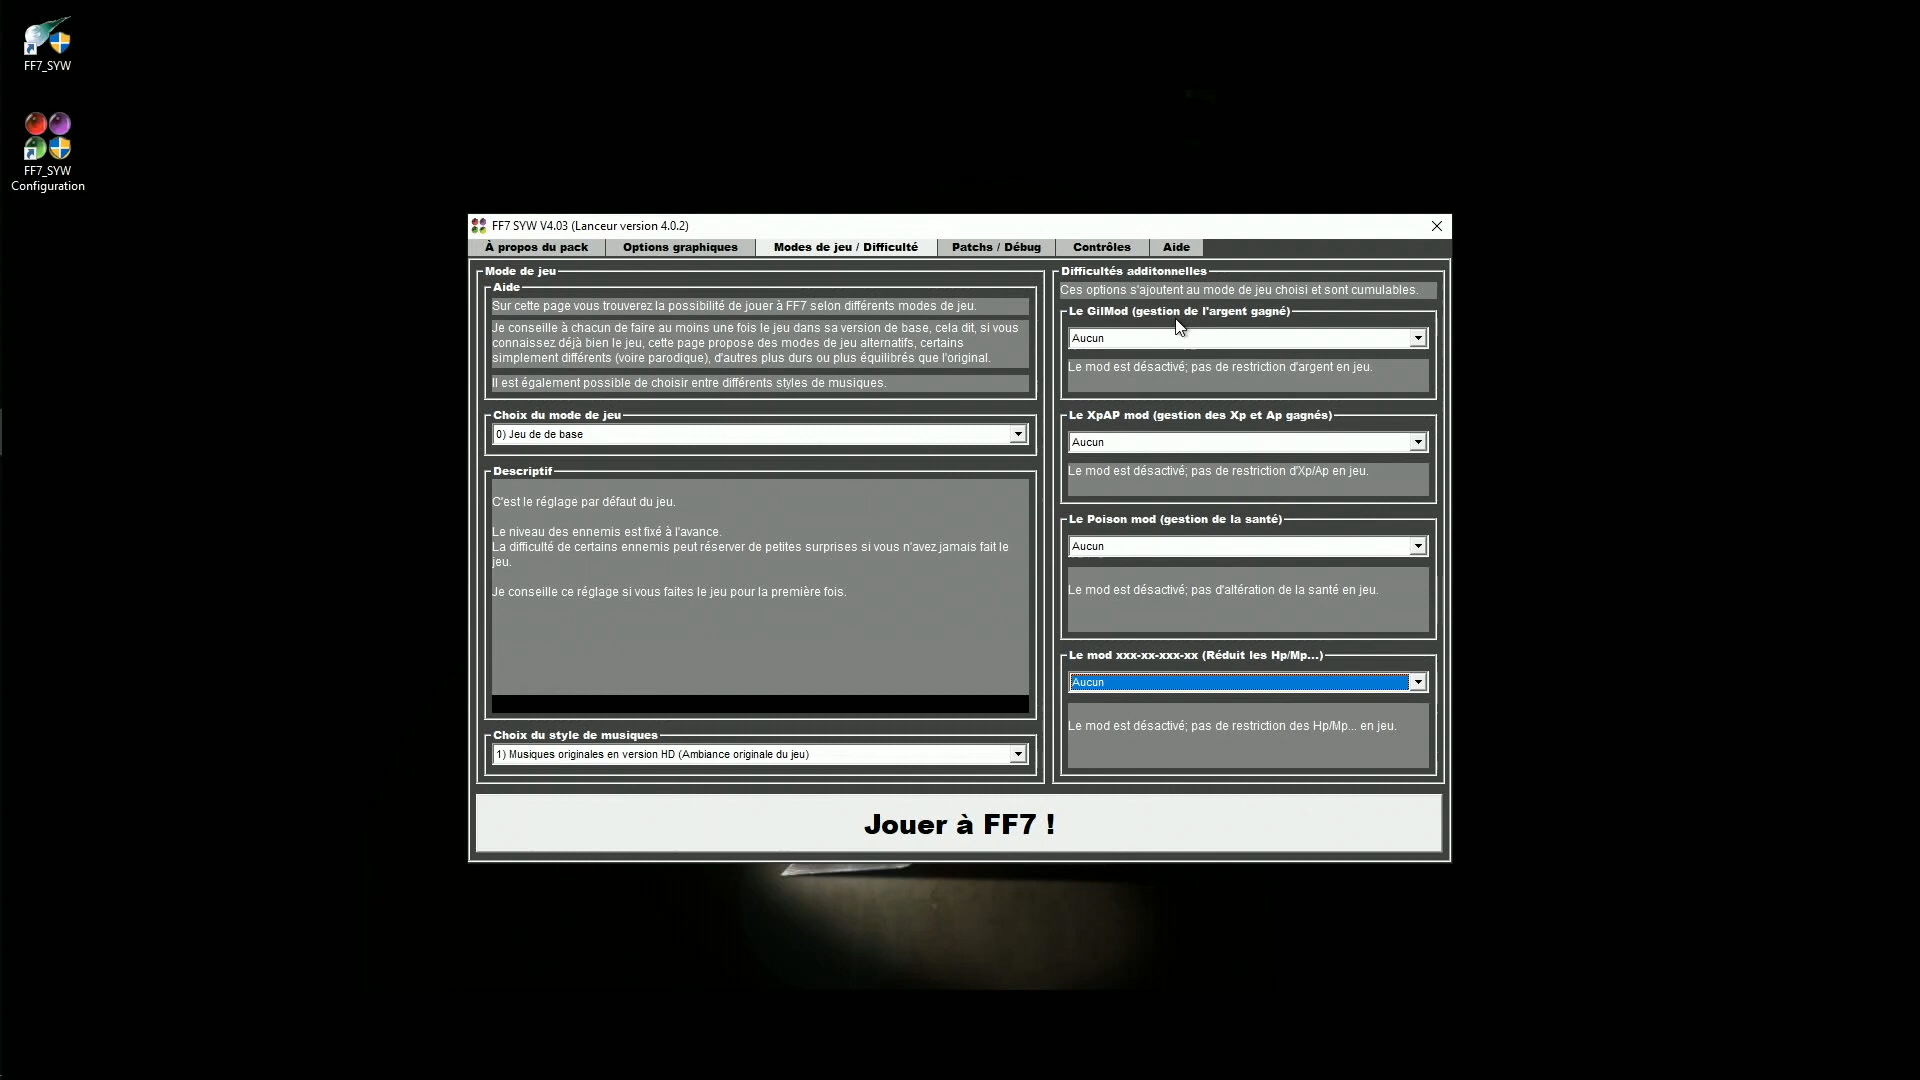 FF7_SYW
FF7_SYW
Configuration
FF7 SYW V4.03 (Lanceur version 4.0.2)
À propos du pack
Options graphiques
Modes de jeu / Difficulté
Patchs / Débug
Contrôles
Aide
Mode de jeu
Aide
Sur cette page vous trouverez la possibilité de jouer à FF7 selon différents modes de jeu.
Je conseille à chacun de faire au moins une fois le jeu dans sa version de base, cela dit, si vous
connaissez déjà bien le jeu, cette page propose des modes de jeu alternatifs, certains
simplement différents (voire parodique), d'autres plus durs ou plus équilibrés que l'original.
Il est également possible de choisir entre différents styles de musiques.
Choix du mode de jeu
0) Jeu de de base
Descriptif
C'est le réglage par défaut du jeu.
Le niveau des ennemis est fixé à l'avance.
La difficulté de certains ennemis peut réserver de petites surprises si vous n'avez jamais fait le
jeu.
Je conseille ce réglage si vous faites le jeu pour la première fois.
Choix du style de musiques
1) Musiques originales en version HD (Ambiance originale du jeu)
Difficultés additonnelles
Ces options s'ajoutent au mode de jeu choisi et sont cumulables.
Le GilMod (gestion de l'argent gagné)
Aucun
Le mod est désactivé; pas de restriction d'argent en jeu.
Le XpAP mod (gestion des Xp et Ap gagnés)
Aucun
Le mod est désactivé; pas de restriction d'Xp/Ap en jeu.
Le Poison mod (gestion de la santé)
Aucun
Le mod est désactivé; pas d'altération de la santé en jeu.
Le mod xxx-xx-xxx-xx (Réduit les Hp/Mp...)
Aucun
Le mod est désactivé; pas de restriction des Hp/Mp... en jeu.
Jouer à FF7 !